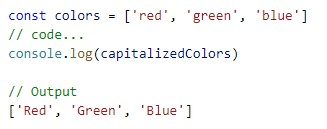 const colors = ['red', 'green', 'blue']
// code...
console.log(capitalizedColors)
// Output
['Red', 'Green', 'Blue']